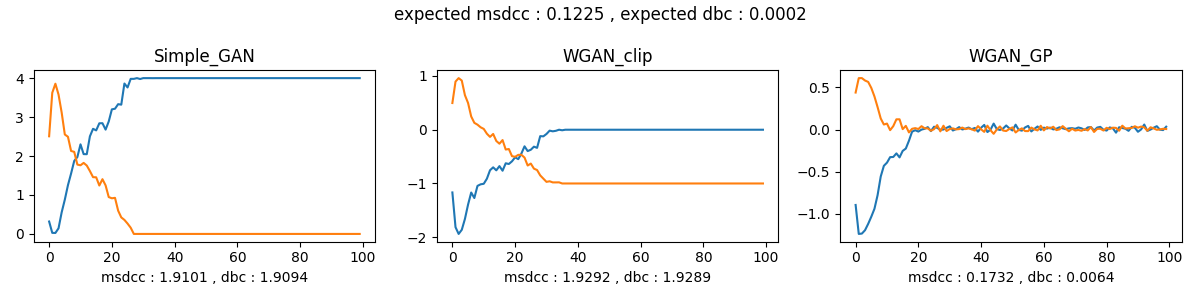 expected msdcc : 0.1225 , expected dbc : 0.0002
Simple_GAN
4
3
2
1
0
0 20 40 60 80 100
msdcc : 1.9101 , dbc : 1.9094
WGAN_clip
1
0
−1
−2
0 20 40 60 80 100
msdcc : 1.9292 , dbc : 1.9289
WGAN_GP
0.5
0.0
−0.5
−1.0
0 20 40 60 80 100
msdcc : 0.1732 , dbc : 0.0064